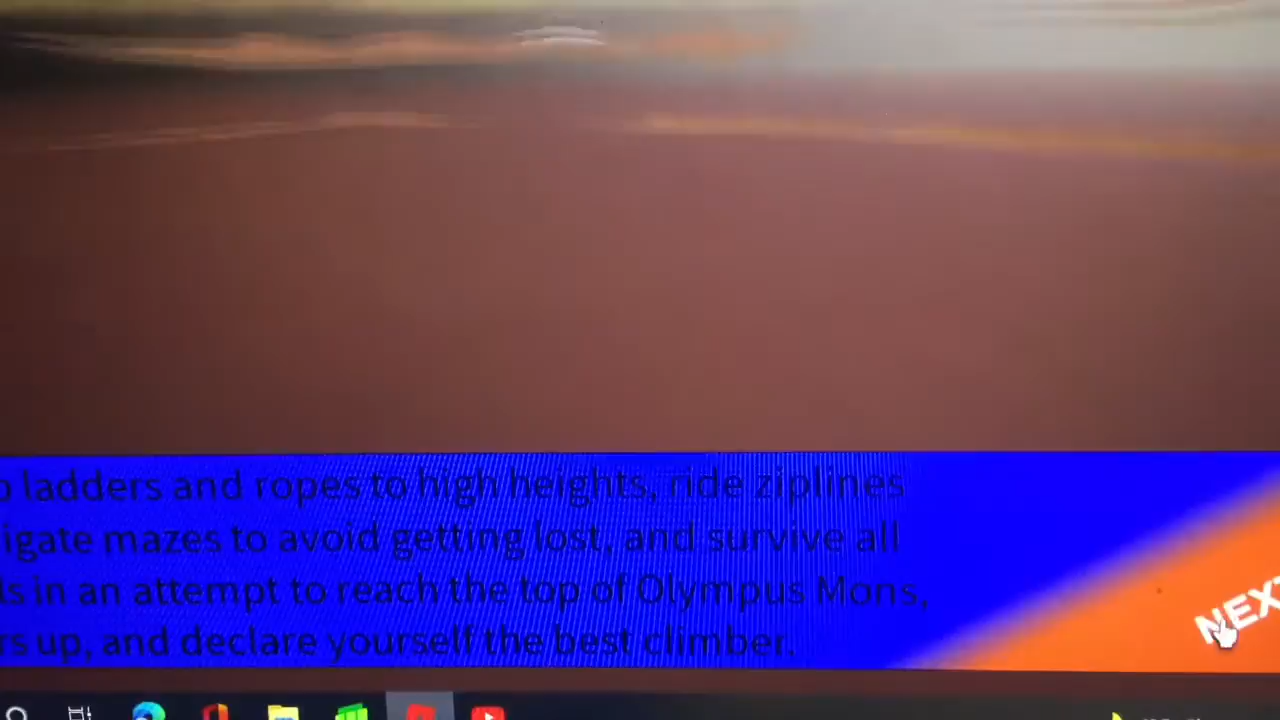 ladders and ropes to high heights, ride ziplines
igate mazes to avoid getting lost, and survive all
ls in an attempt to reach the top of Olympus Mons,
rs up, and declare yourself the best climber.
NEXT